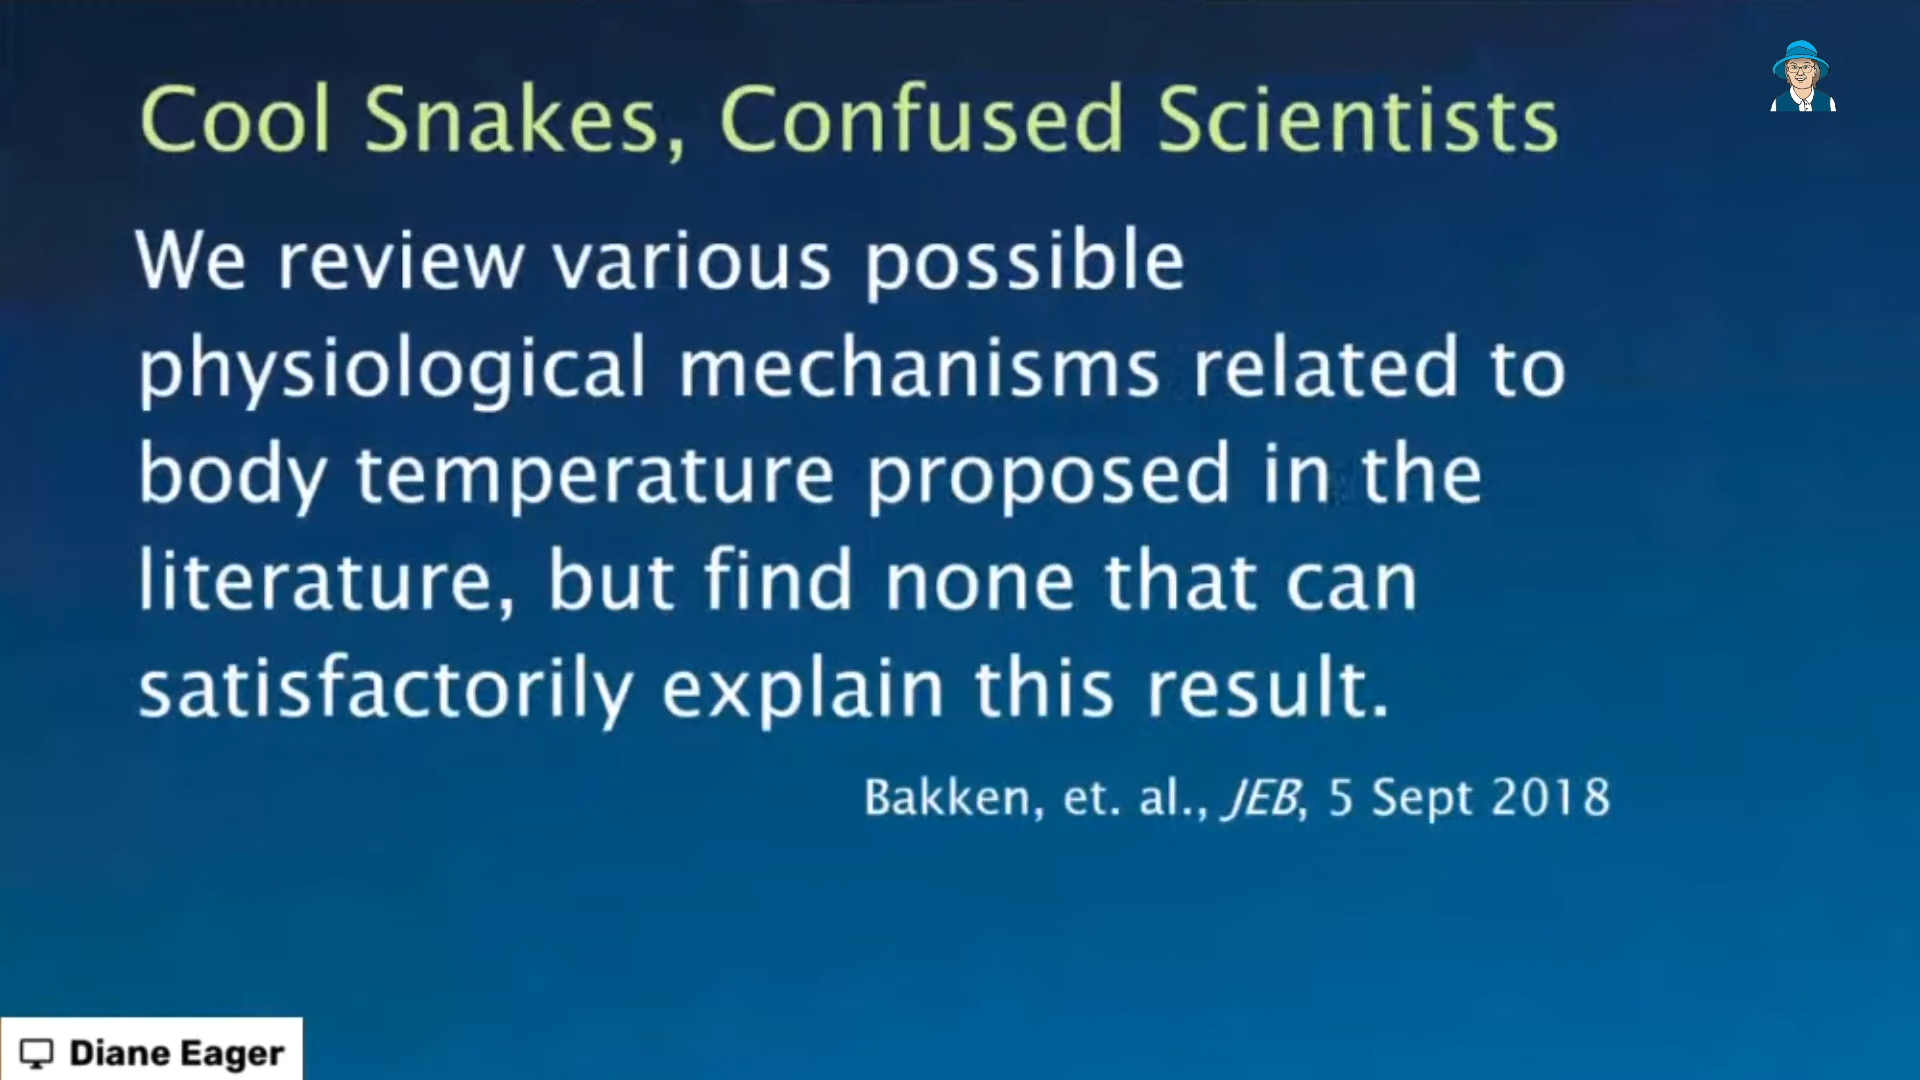 Cool Snakes, Confused Scientists
We review various possible
physiological mechanisms related to
body temperature proposed in the
literature, but find none that can
satisfactorily explain this result.
Bakken, et. al., JEB, 5 Sept 2018
Diane Eager